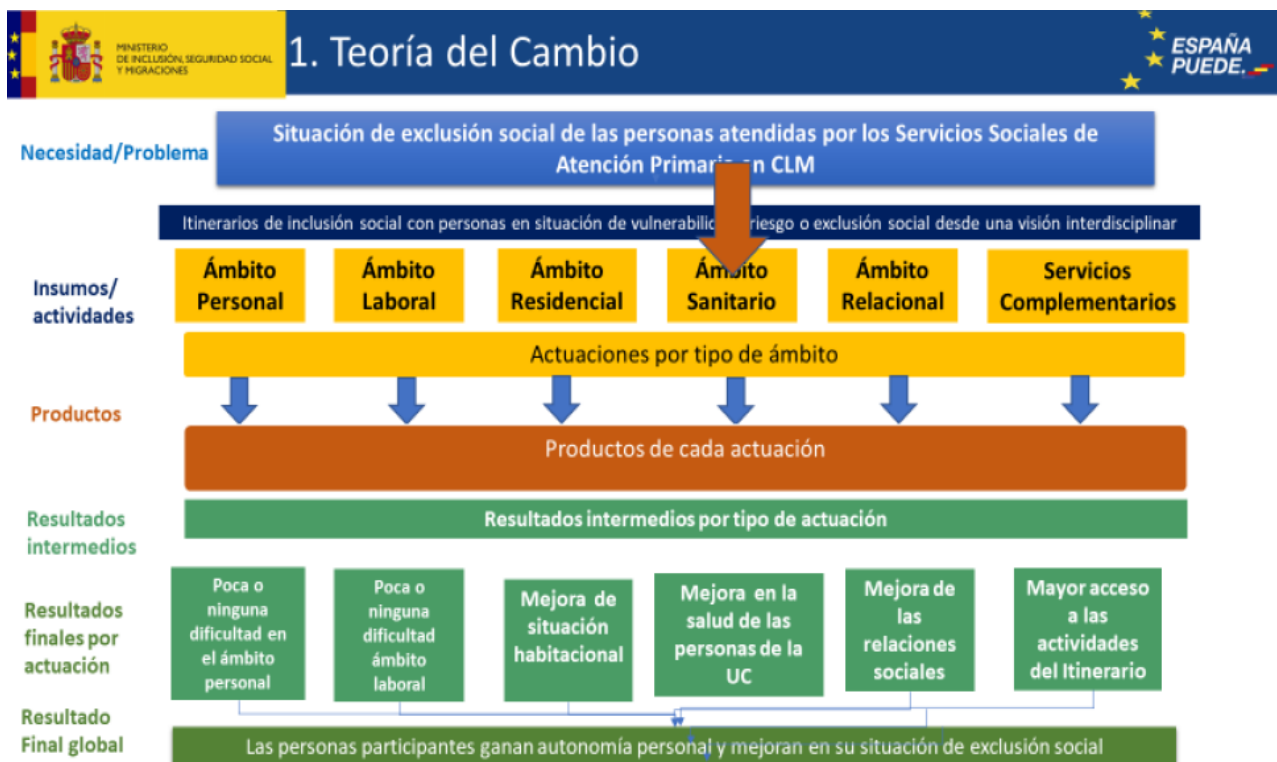 MINISTERIO
DE INCLUSIÓN, SEGURIDAD SOCIAL
Y MIGRACIONES
1. Teoría del Cambio
ESPAÑA
PUEDE.
Necesidad/Problema
Situación de exclusión social de las personas atendidas por los Servicios Sociales de
Atención Primaria en CLM
Itinerarios de inclusión social con personas en situación de riesgo o exclusión social desde una visión interdisciplinar
Insumos/
actividades
Ámbito
Personal
Ámbito
Laboral
Ámbito
Residencial
Ámbito
Sanitario
Ámbito
Relacional
Servicios
Complementarios
Actuaciones por tipo de ámbito
Productos
Productos de cada actuación
Resultados
intermedios
Resultados intermedios por tipo de actuación
Resultados
finales por
actuación
Poca o
ninguna
dificultad en
el ámbito
personal
Poca o
ninguna
dificultad
ámbito
laboral
Mejora de
situación
habitacional
Mejora en la
salud de las
personas de la
UC
Mejora de
las
relaciones
sociales
Mayor acceso
a las
actividades
del Itinerario
Resultado
Final global
Las personas participantes ganan autonomía personal y mejoran en su situación de exclusión social